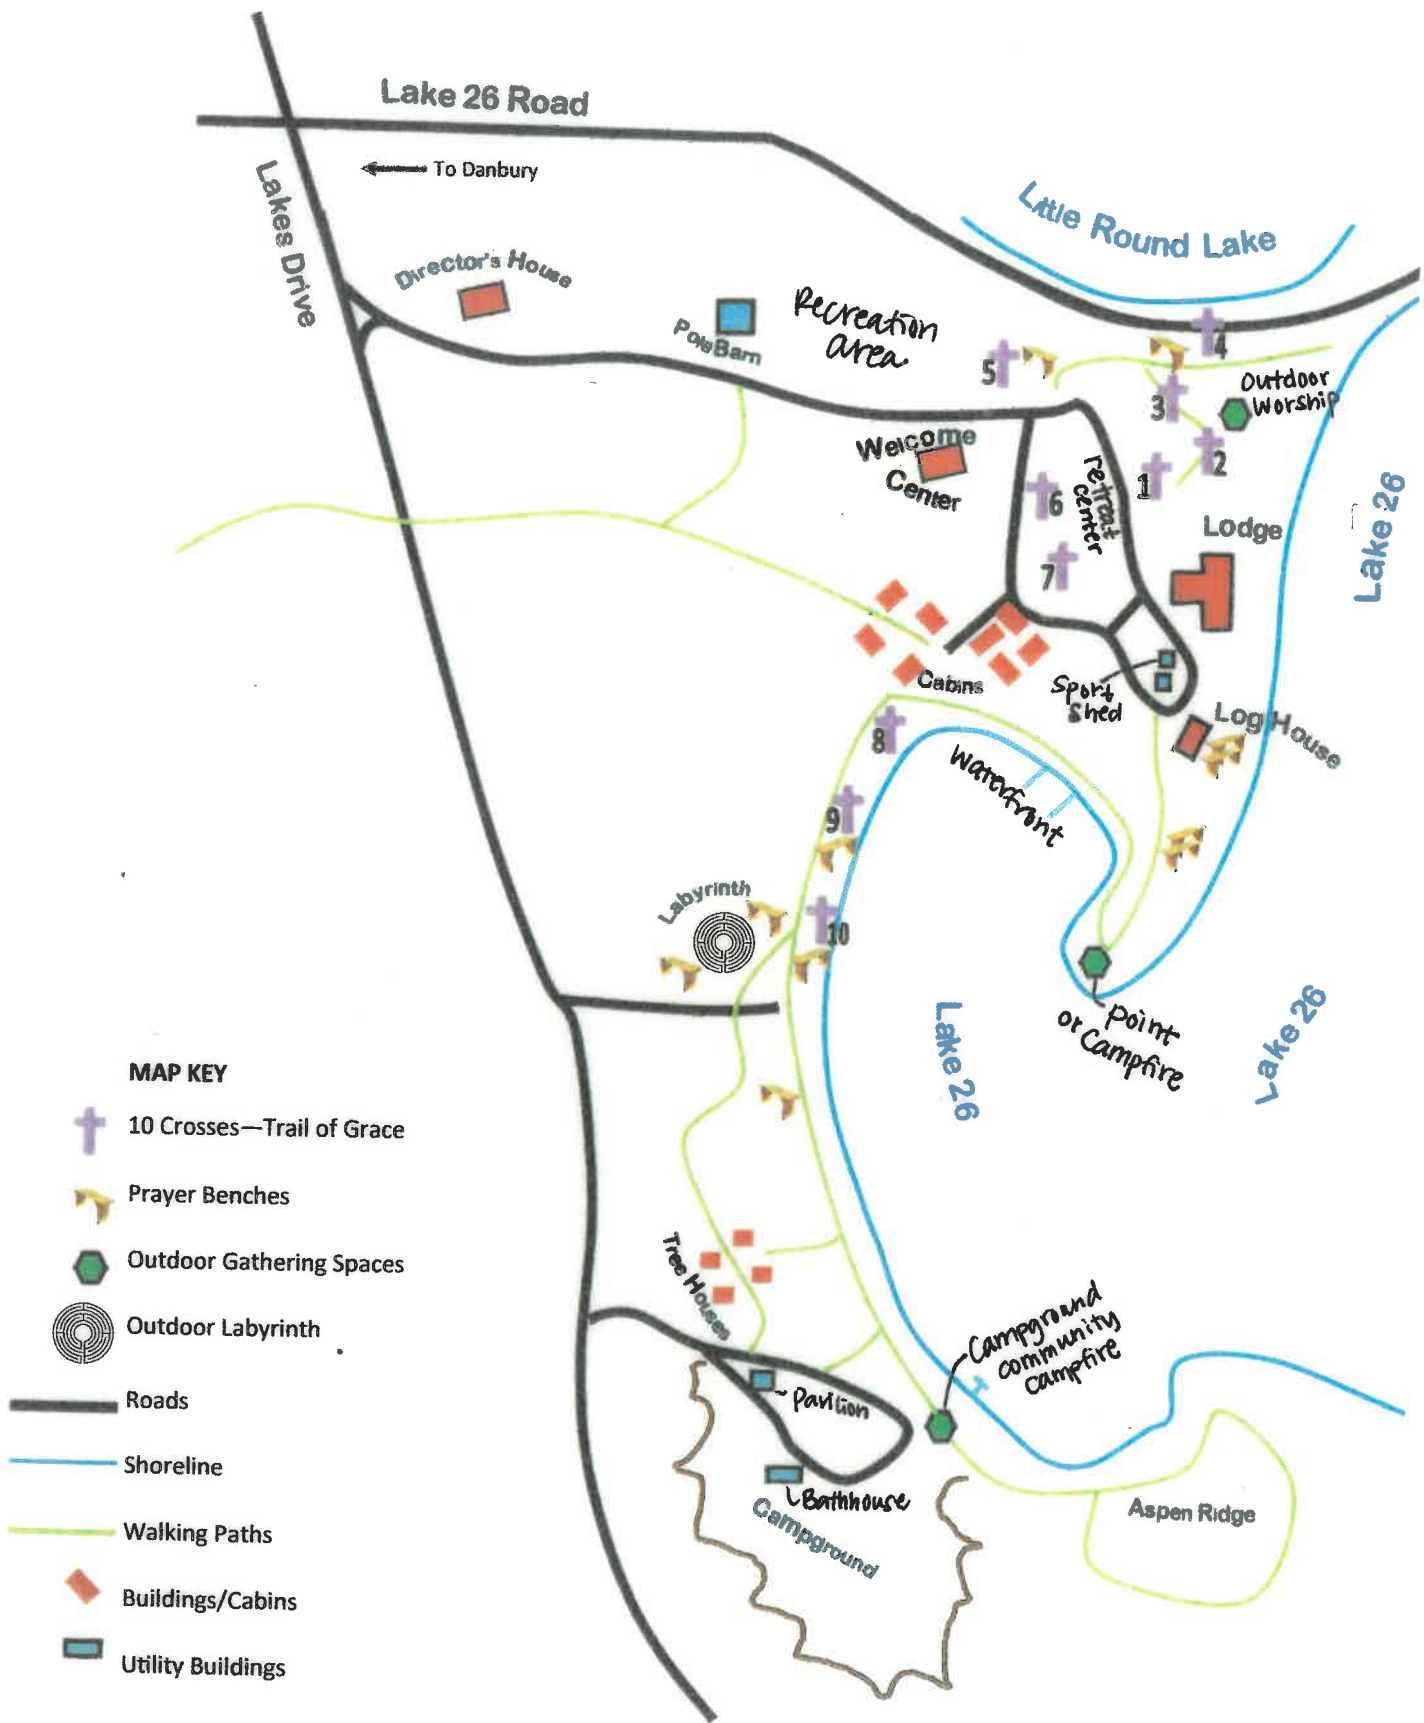 Lake 26 Road
To Danbury
Lakes Drive
Little Round Lake
Director's House
Pole Barn
Recreation
area
5
4
3
Outdoor
Worship
2
1
Welcome
Center
6
retreat
center
7
Lodge
Lake 26
Cabins
Sport
Shed
Log House
8
Waterfront
9
Labyrinth
10
Point
or Campfire
Lake 26
Lake 26
MAP KEY
10 Crosses—Trail of Grace
Prayer Benches
Outdoor Gathering Spaces
Outdoor Labyrinth
Roads
Shoreline
Walking Paths
Buildings/Cabins
Utility Buildings
Tree Houses
Campground
community
campfire
Pavilion
Bathhouse
Campground
Aspen Ridge